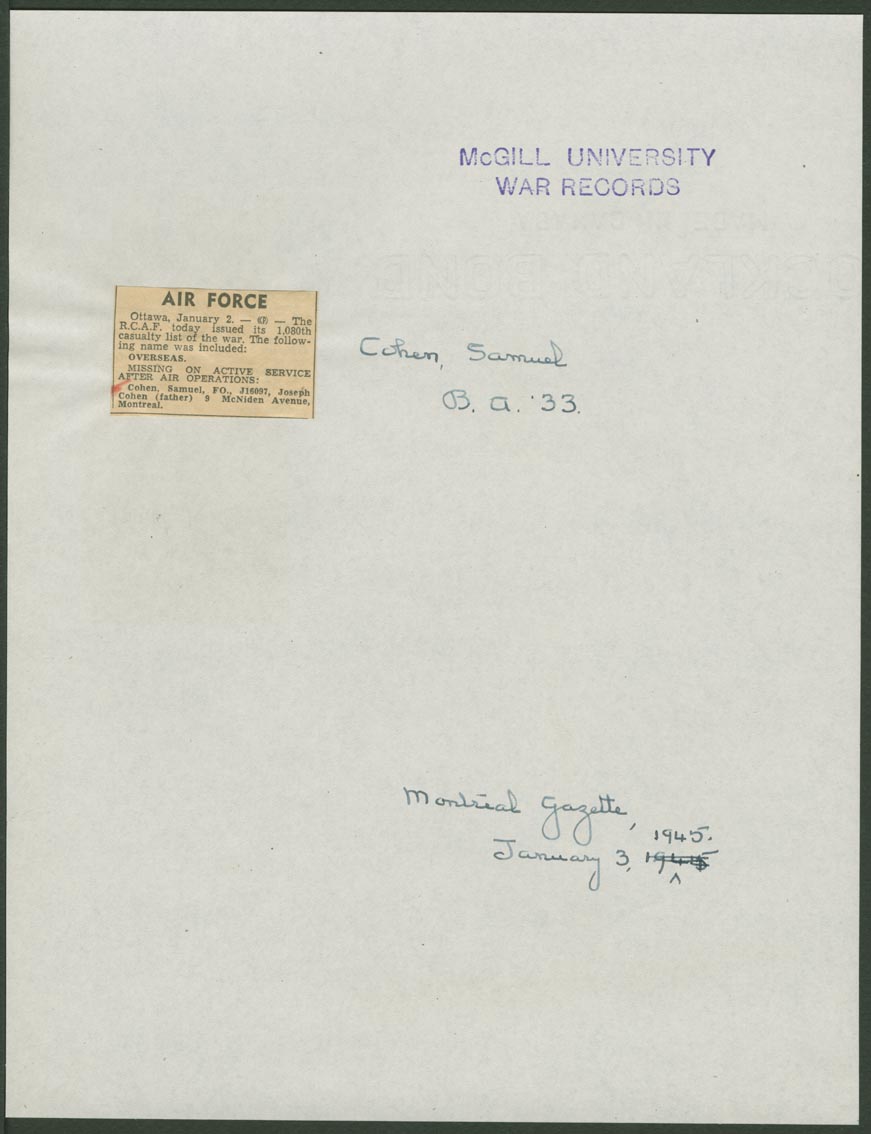 McGILL UNIVERSITY
WAR RECORDS
AIR FORCE
Ottawa, January 2. — (CP) — The
R.C.A.F. today issued its 1,080th
casualty list of the war. The follow-
ing name was included:
OVERSEAS.
MISSING ON ACTIVE SERVICE
AFTER AIR OPERATIONS:
Cohen, Samuel, FO., J16097, Joseph
Cohen (father) 9 McNiden Avenue,
Montreal.
Cohen, Samuel
B. A. '33.
Montreal Gazette,
1945.
January 3,